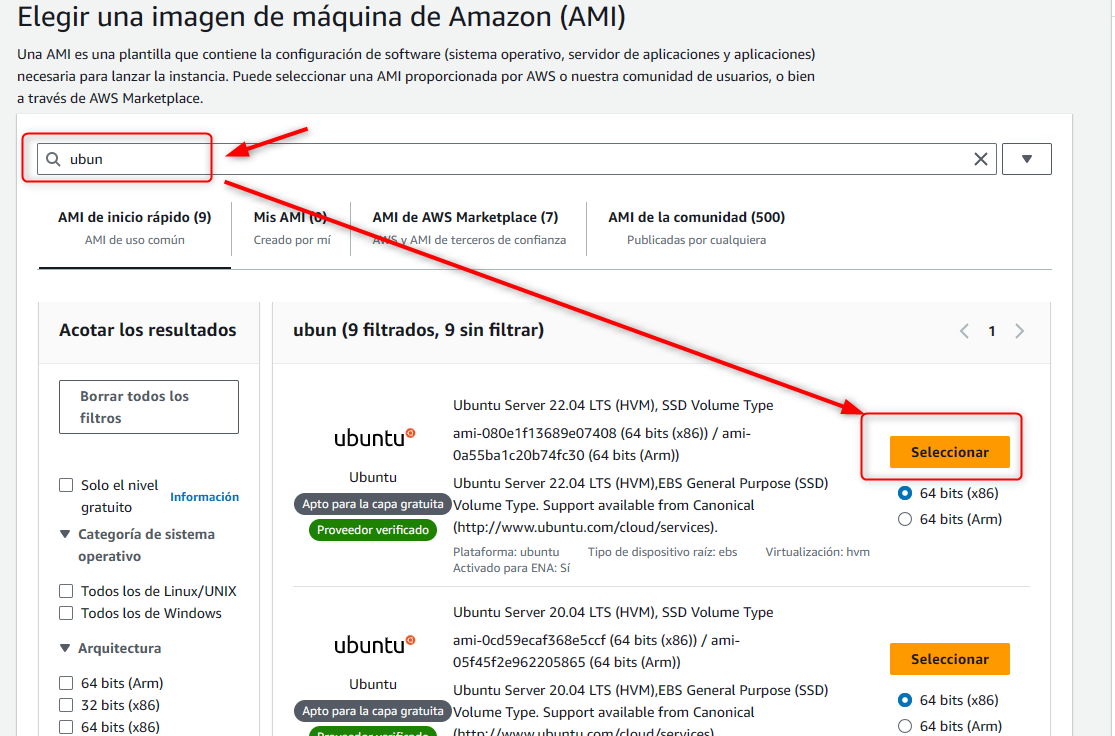 Elegir una imagen de máquina de Amazon (AMI)
Una AMI es una plantilla que contiene la configuración de software (sistema operativo, servidor de aplicaciones y aplicaciones)
necesaria para lanzar la instancia. Puede seleccionar una AMI proporcionada por AWS o nuestra comunidad de usuarios, o bien
a través de AWS Marketplace.
ubun
AMI de inicio rápido (9)
AMI de uso común
Mis AMI (0)
Creado por mí
AMI de AWS Marketplace (7)
AWS y AMI de terceros de confianza
AMI de la comunidad (500)
Publicadas por cualquiera
Acotar los resultados
Borrar todos los
filtros
Solo el nivel
gratuito
Información
Categoría de sistema
operativo
Todos los de Linux/UNIX
Todos los de Windows
Arquitectura
64 bits (Arm)
32 bits (x86)
64 bits (x86)
ubun (9 filtrados, 9 sin filtrar)
1
ubuntu
Ubuntu
Apto para la capa gratuita
Proveedor verificado
Ubuntu Server 22.04 LTS (HVM), SSD Volume Type
ami-080e1f13689e07408 (64 bits (x86)) / ami-
0a55ba1c20b74fc30 (64 bits (Arm))
Ubuntu Server 22.04 LTS (HVM),EBS General Purpose (SSD)
Volume Type. Support available from Canonical
(http://www.ubuntu.com/cloud/services).
Plataforma: ubuntu
Tipo de dispositivo raíz: ebs
Virtualización: hvm
Activado para ENA: Sí
Seleccionar
64 bits (x86)
64 bits (Arm)
ubuntu
Ubuntu
Apto para la capa gratuita
Proveedor verificado
Ubuntu Server 20.04 LTS (HVM), SSD Volume Type
ami-0cd59ecaf368e5ccf (64 bits (x86)) / ami-
05f45f2e962205865 (64 bits (Arm))
Ubuntu Server 20.04 LTS (HVM),EBS General Purpose (SSD)
Volume Type. Support available from Canonical
(http://www.ubuntu.com/cloud/services).
Seleccionar
64 bits (x86)
64 bits (Arm)